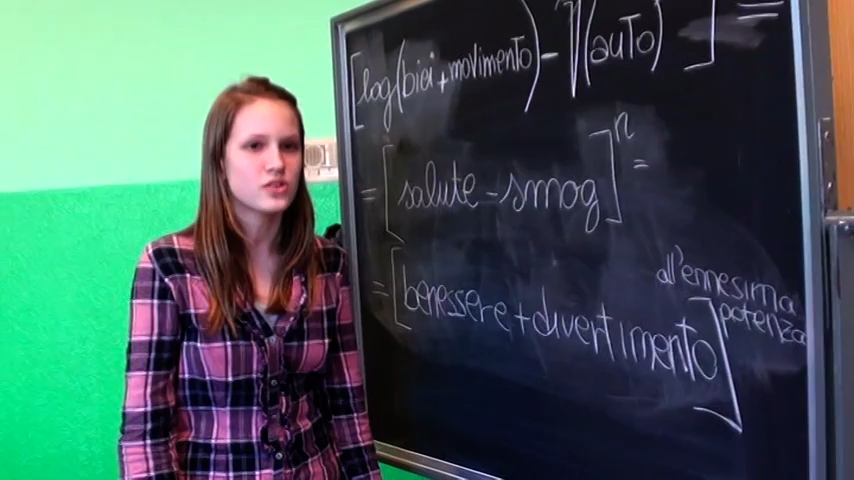 [log(bici+movimento)-√(auto)] =
=[salute-smog]ⁿ=
=[benessere+divertimento] all'ennesima potenza